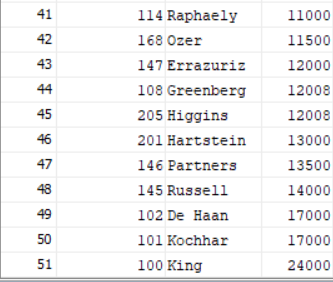 41 114 Raphaely 11000
42 168 Ozer 11500
43 147 Errazuriz 12000
44 108 Greenberg 12008
45 205 Higgins 12008
46 201 Hartstein 13000
47 146 Partners 13500
48 145 Russell 14000
49 102 De Haan 17000
50 101 Kochhar 17000
51 100 King 24000